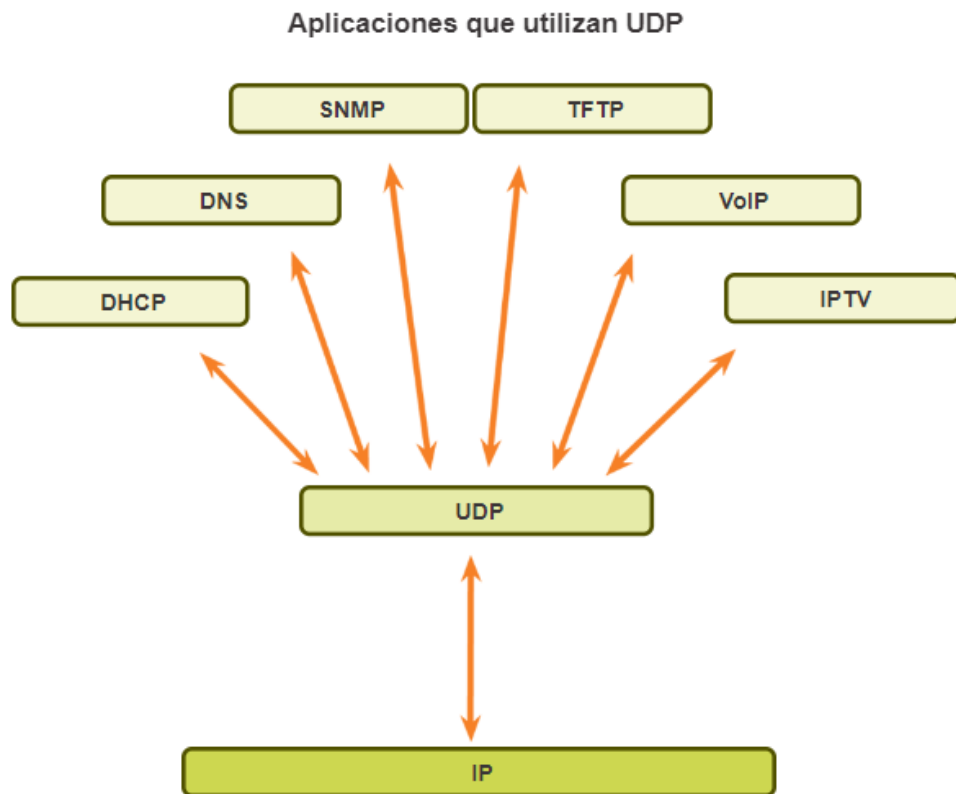 Aplicaciones que utilizan UDP
SNMP
TFTP
DNS
VoIP
DHCP
IPTV
UDP
IP